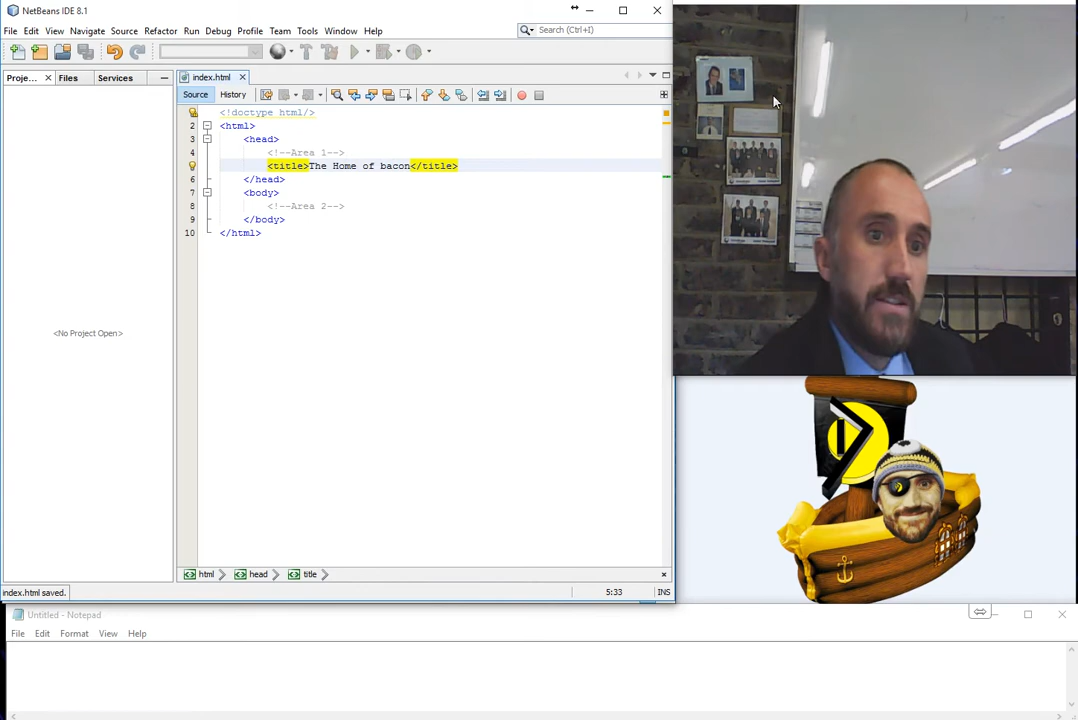 NetBeans IDE 8.1
File Edit View Navigate Source Refactor Run Debug Profile Team Tools Window Help
Search (Ctrl+I)
Proje... Files Services
index.html
Source History
<!doctype html/>
2 <html>
3 <head>
4 <!--Area 1-->
<title>The Home of bacon</title>
6 </head>
7 <body>
8 <!--Area 2-->
9 </body>
10 </html>
<No Project Open>
html head title
index.html saved.
5:33 INS
Untitled - Notepad
File Edit Format View Help